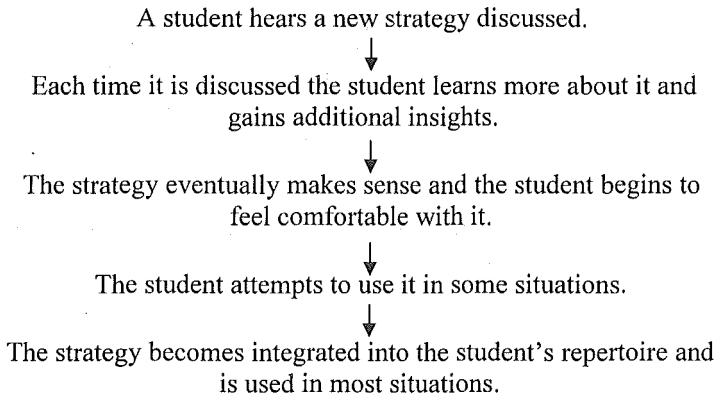 A student hears a new strategy discussed.
Each time it is discussed the student learns more about it and
gains additional insights.
The strategy eventually makes sense and the student begins to
feel comfortable with it.
The student attempts to use it in some situations.
The strategy becomes integrated into the student's repertoire and
is used in most situations.